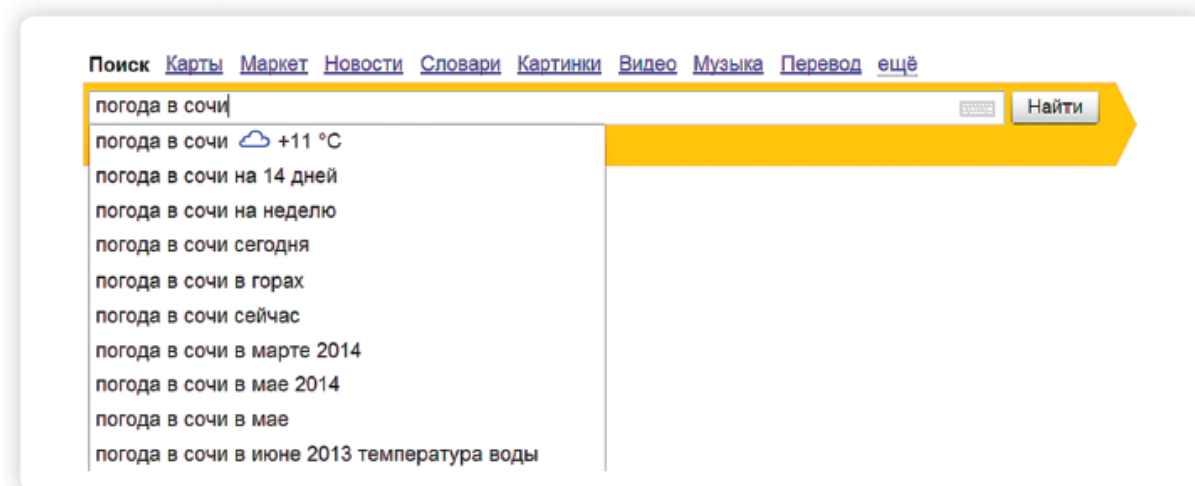 Поиск Карты Маркет Новости Словари Картинки Видео Музыка Перевод ещё
погода в сочи Найти
погода в сочи +11 °C
погода в сочи на 14 дней
погода в сочи на неделю
погода в сочи сегодня
погода в сочи в горах
погода в сочи сейчас
погода в сочи в марте 2014
погода в сочи в мае 2014
погода в сочи в мае
погода в сочи в июне 2013 температура воды